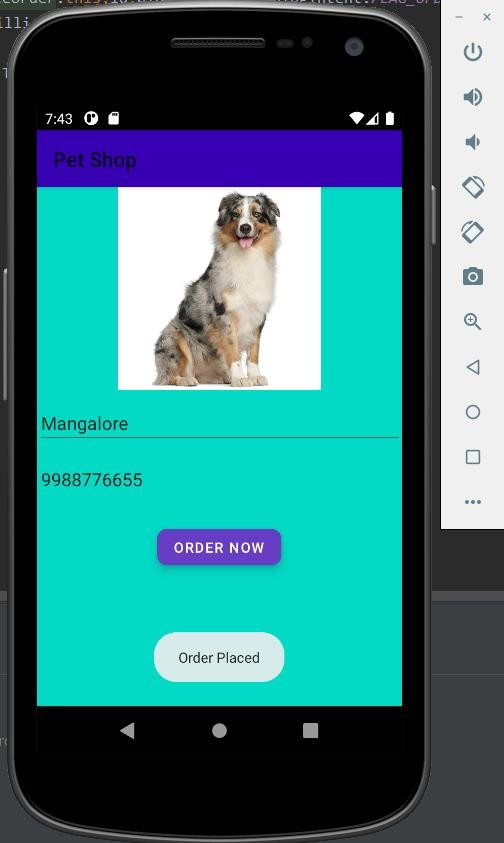 7:43
Pet Shop
Mangalore
9988776655
ORDER NOW
Order Placed